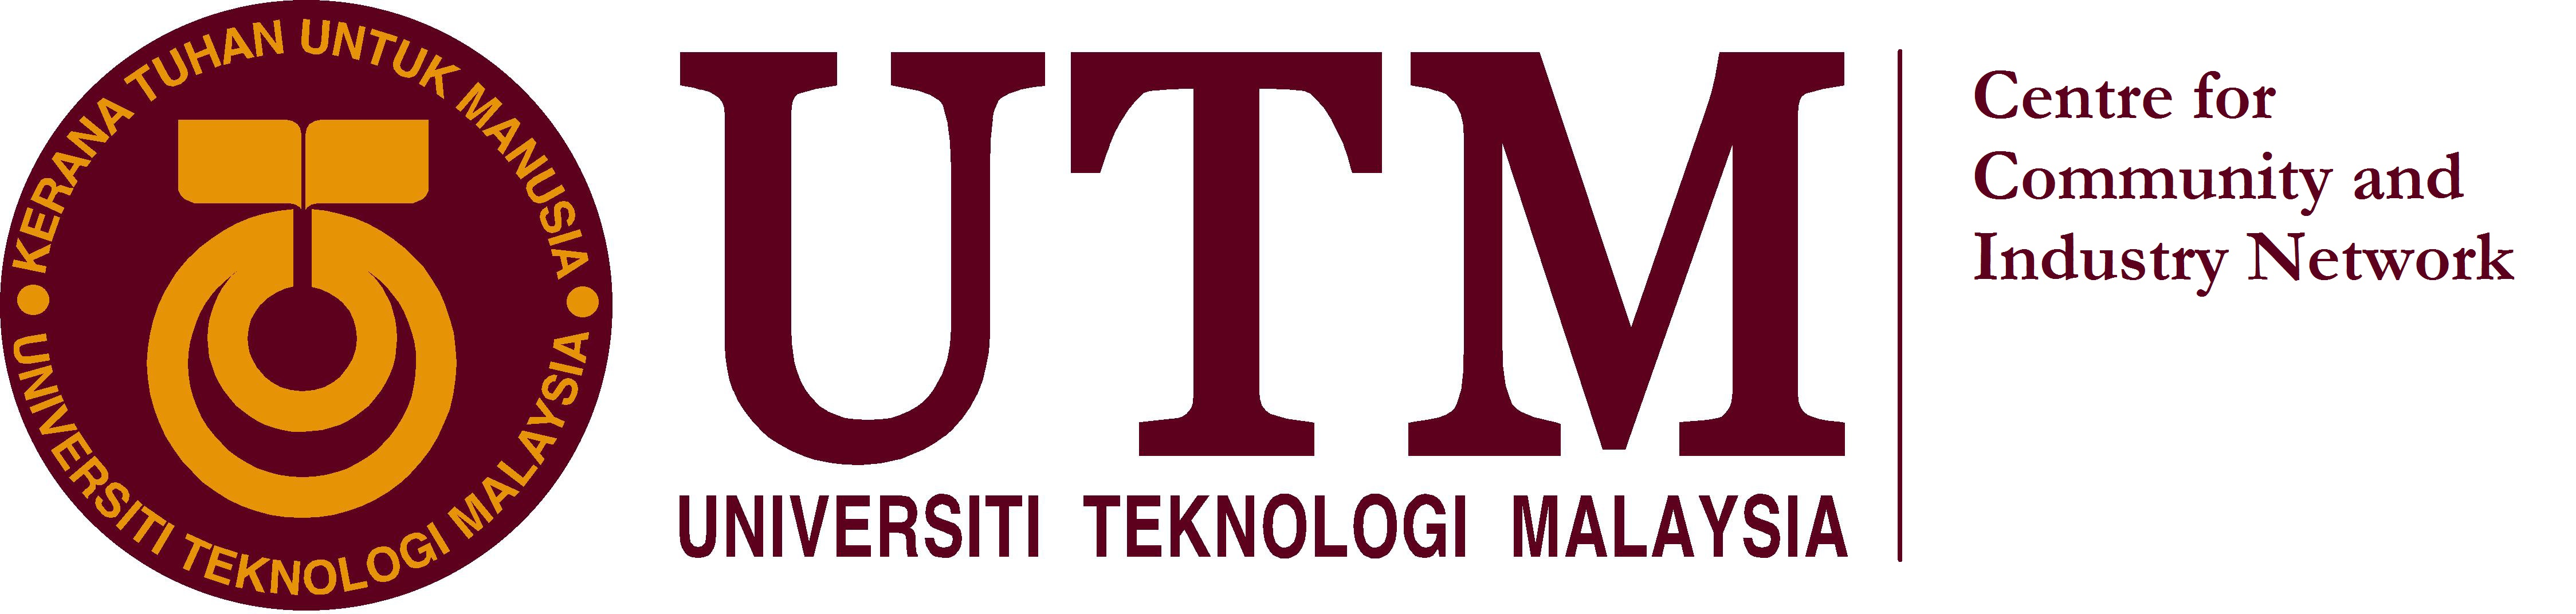 KERANA TUHAN UNTUK MANUSIA
UNIVERSITI TEKNOLOGI MALAYSIA
UTM
UNIVERSITI TEKNOLOGI MALAYSIA
Centre for
Community and
Industry Network